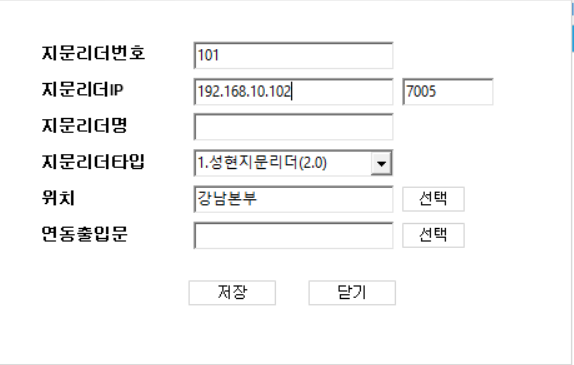 지문리더번호 101
지문리더IP 192.168.10.102 7005
지문리더명
지문리더타입 1.성현지문리더(2.0)
위치 강남본부 선택
연동출입문 선택
저장 닫기